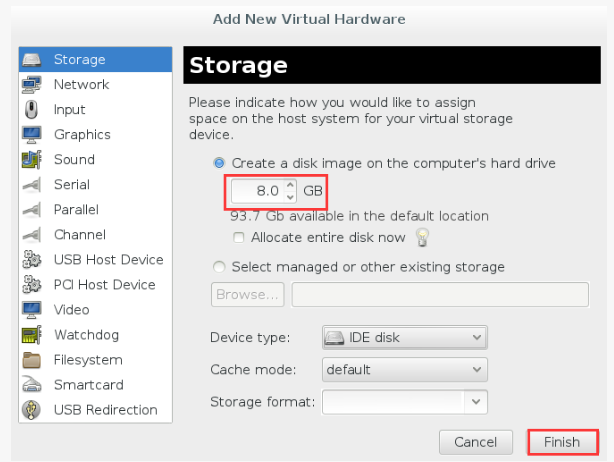 Add New Virtual Hardware
Storage
Network
Input
Graphics
Sound
Serial
Parallel
Channel
USB Host Device
PCI Host Device
Video
Watchdog
Filesystem
Smartcard
USB Redirection
Storage
Please indicate how you would like to assign
space on the host system for your virtual storage
device.
Create a disk image on the computer's hard drive
8.0 GB
93.7 Gb available in the default location
Allocate entire disk now
Select managed or other existing storage
Browse...
Device type: IDE disk
Cache mode: default
Storage format:
Cancel Finish